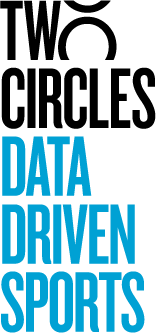 TWO
CIRCLES
DATA
DRIVEN
SPORTS